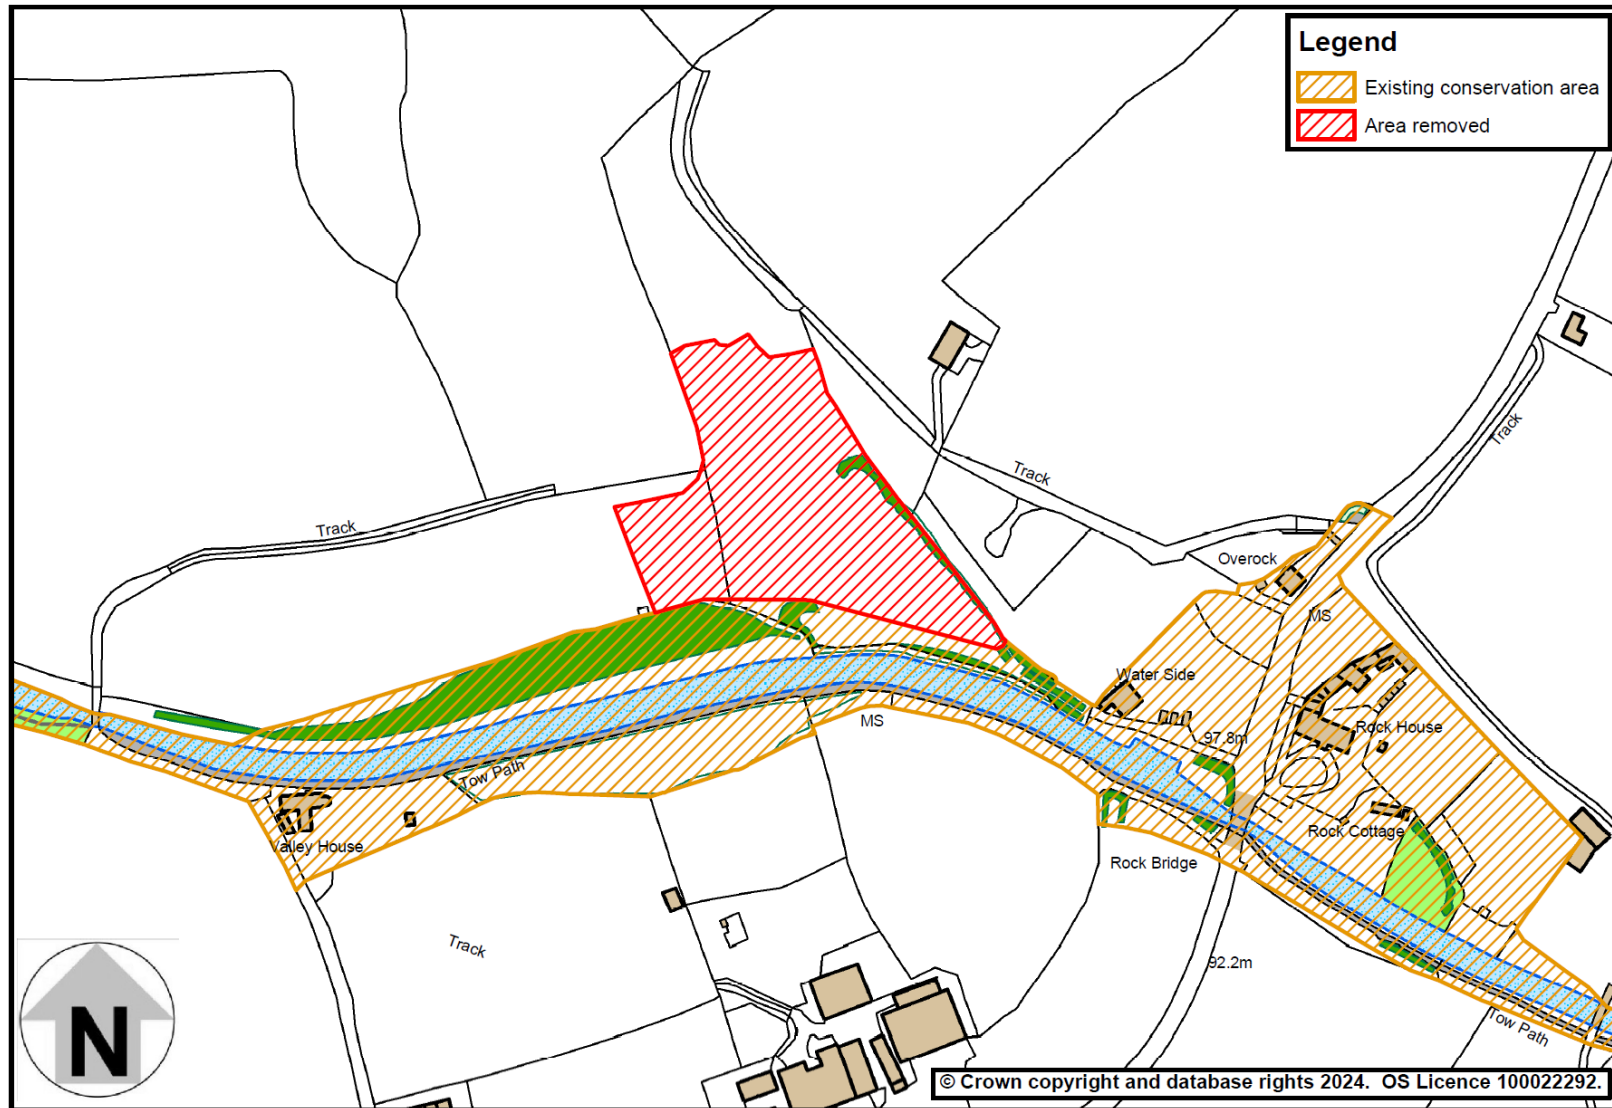 Legend
Existing conservation area
Area removed
Track
Track
Track
Overock
MS
Water Side
MS
Rock House
97.8m
Tow Path
Rock Cottage
Valley House
Rock Bridge
Track
92.2m
Tow Path
N
© Crown copyright and database rights 2024. OS Licence 100022292.